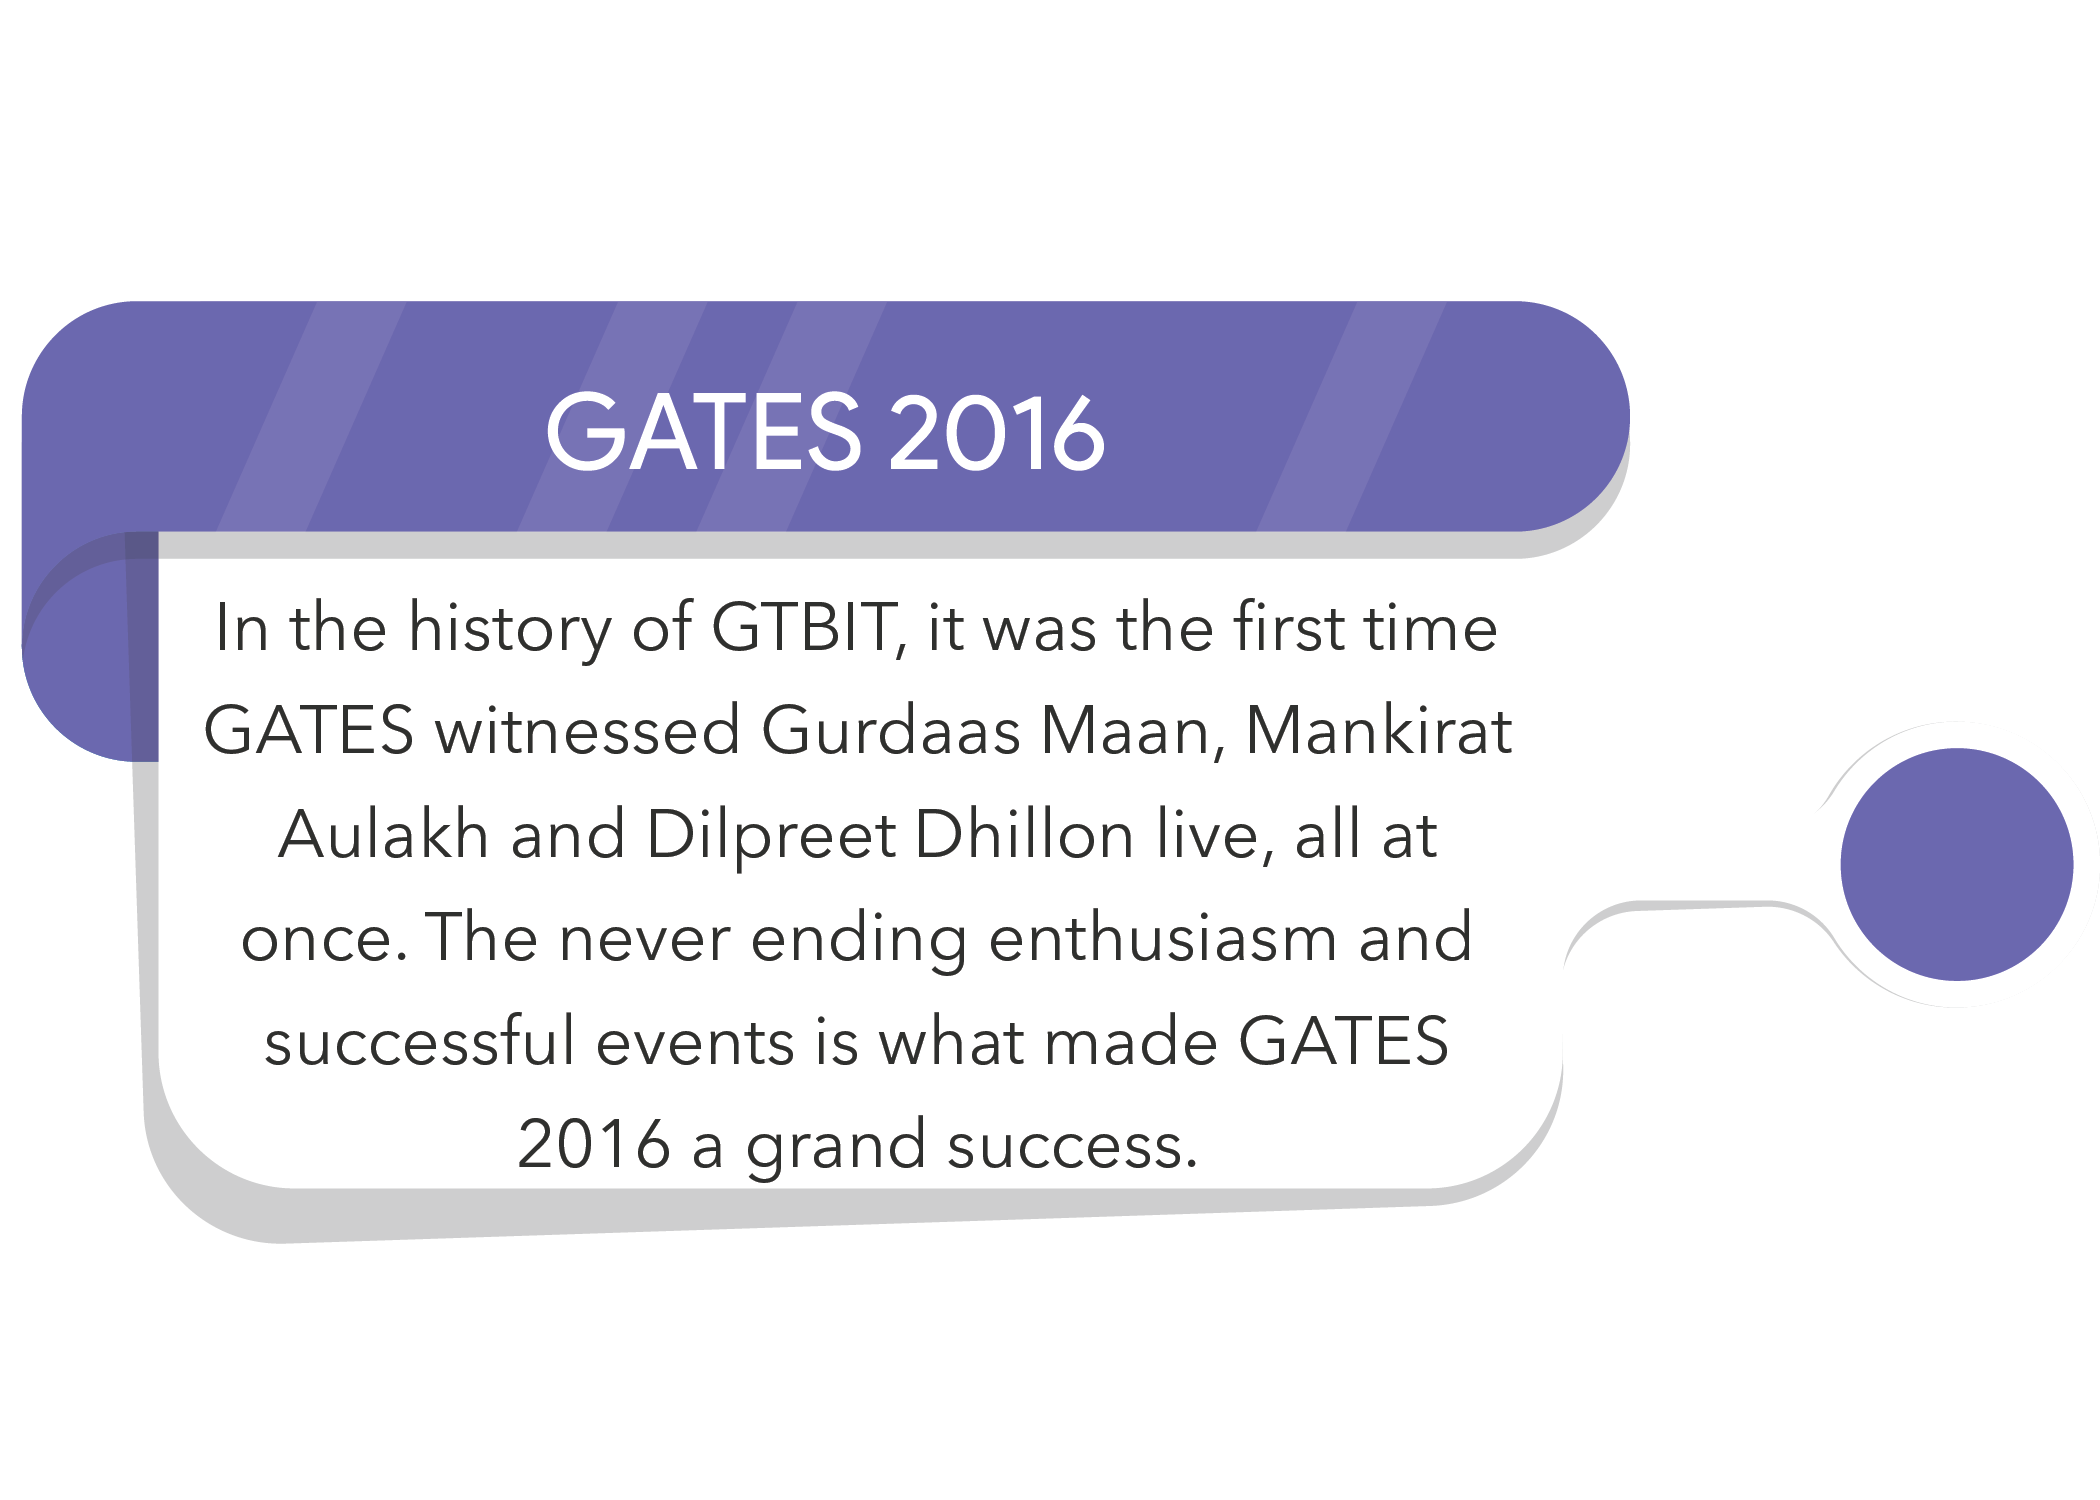 GATES 2016
In the history of GTBIT, it was the first time
GATES witnessed Gurdaas Maan, Mankirat
Aulakh and Dilpreet Dhillon live, all at
once. The never ending enthusiasm and
successful events is what made GATES
2016 a grand success.